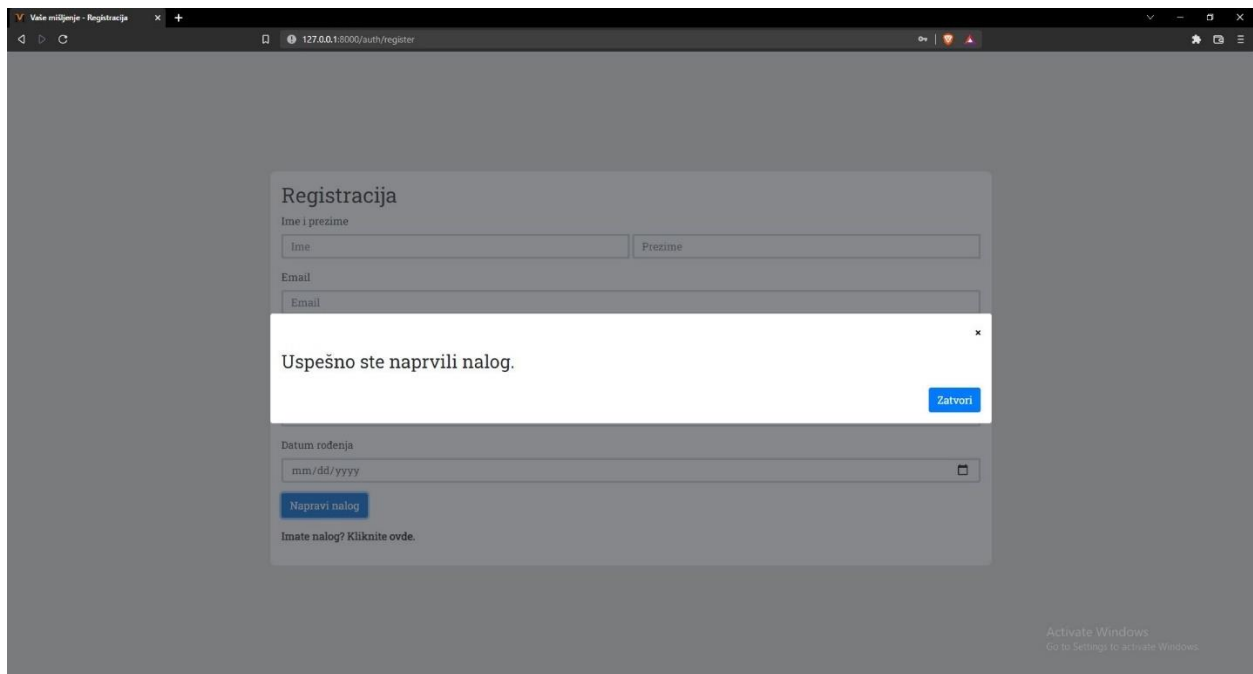 Vaše mišljenje - Registracija
127.0.0.1:8000/auth/register
Registracija
Ime i prezime
Ime Prezime
Email
Email
Uspešno ste naprvili nalog.
Zatvori
Datum rođenja
mm/dd/yyyy
Napravi nalog
Imate nalog? Kliknite ovde.
Activate Windows
Go to Settings to activate Windows.